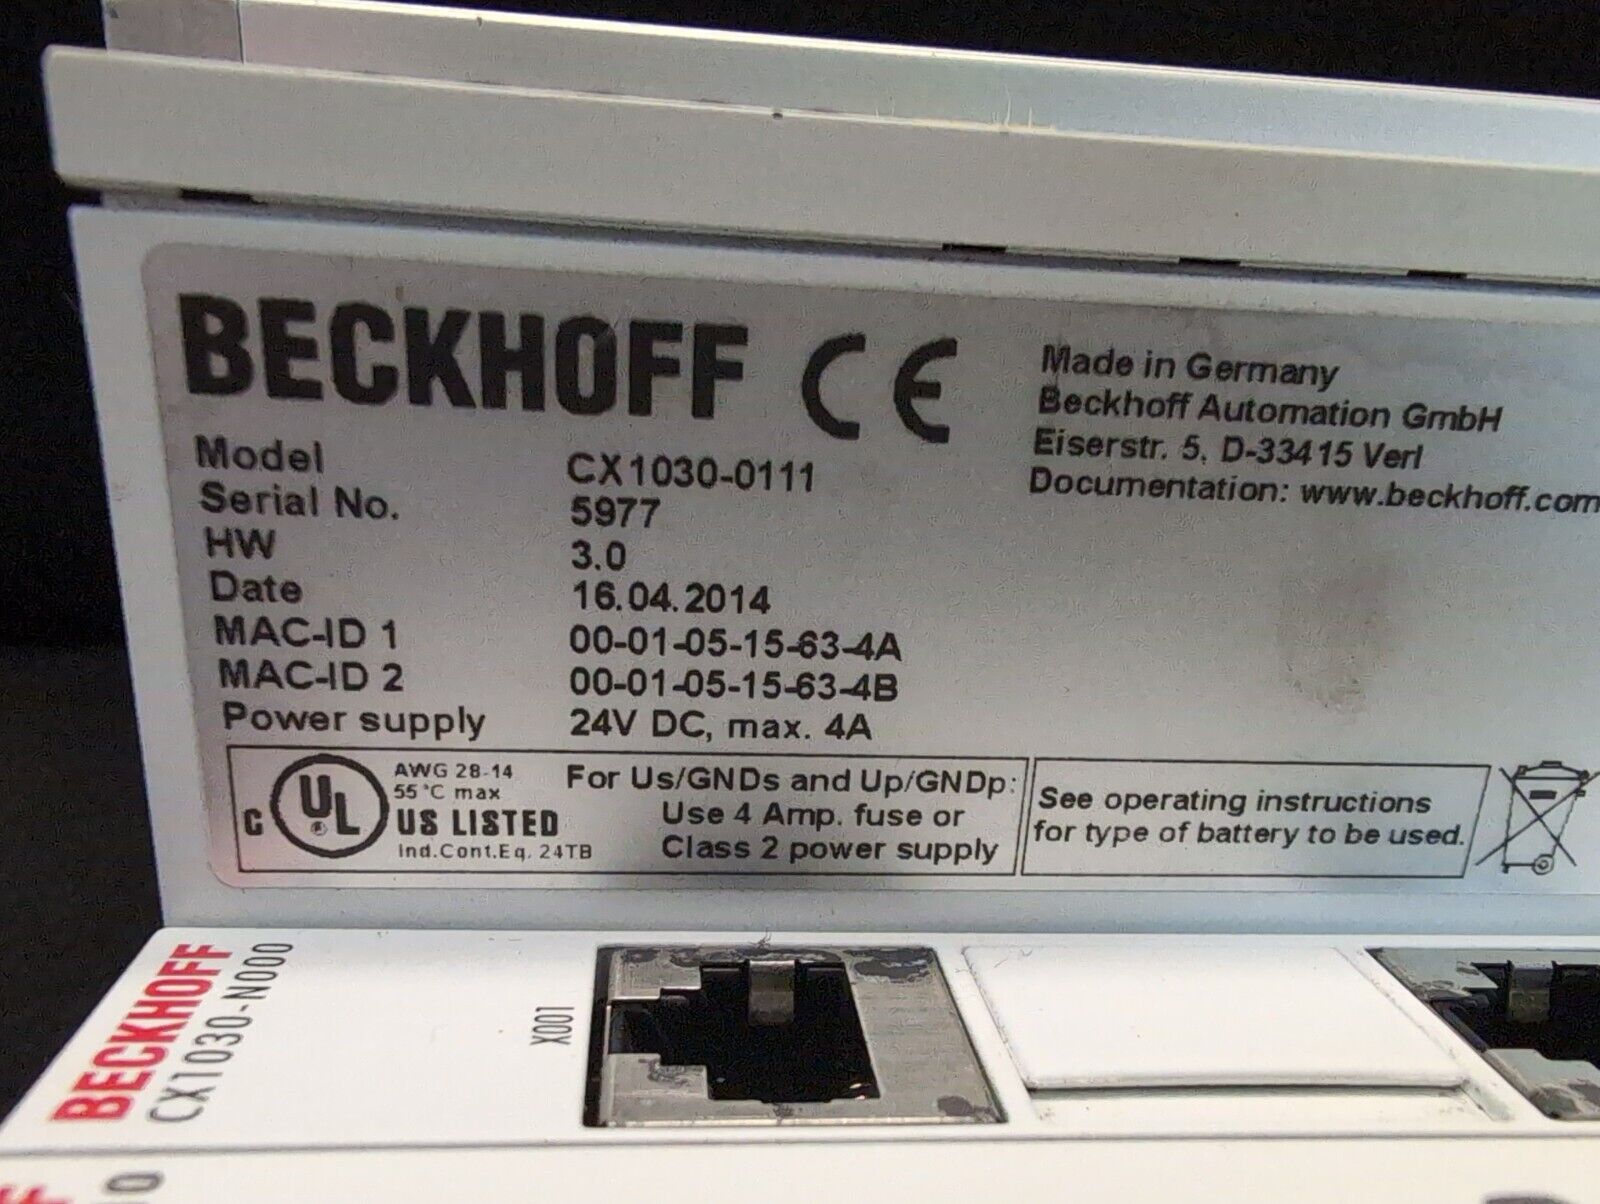 BECKHOFF CE
Made in Germany
Beckhoff Automation GmbH
Eiserstr. 5, D-33415 Verl
Documentation: www.beckhoff.com
Model CX1030-0111
Serial No. 5977
HW 3.0
Date 16.04.2014
MAC-ID 1 00-01-05-15-63-4A
MAC-ID 2 00-01-05-15-63-4B
Power supply 24V DC, max. 4A
C UL
AWG 28-14
55°C max
US LISTED
Ind.Cont.Eq. 24TB
For Us/GNDs and Up/GNDp:
Use 4 Amp. fuse or
Class 2 power supply
See operating instructions
for type of battery to be used.
BECKHOFF
CX1030-N000
X001